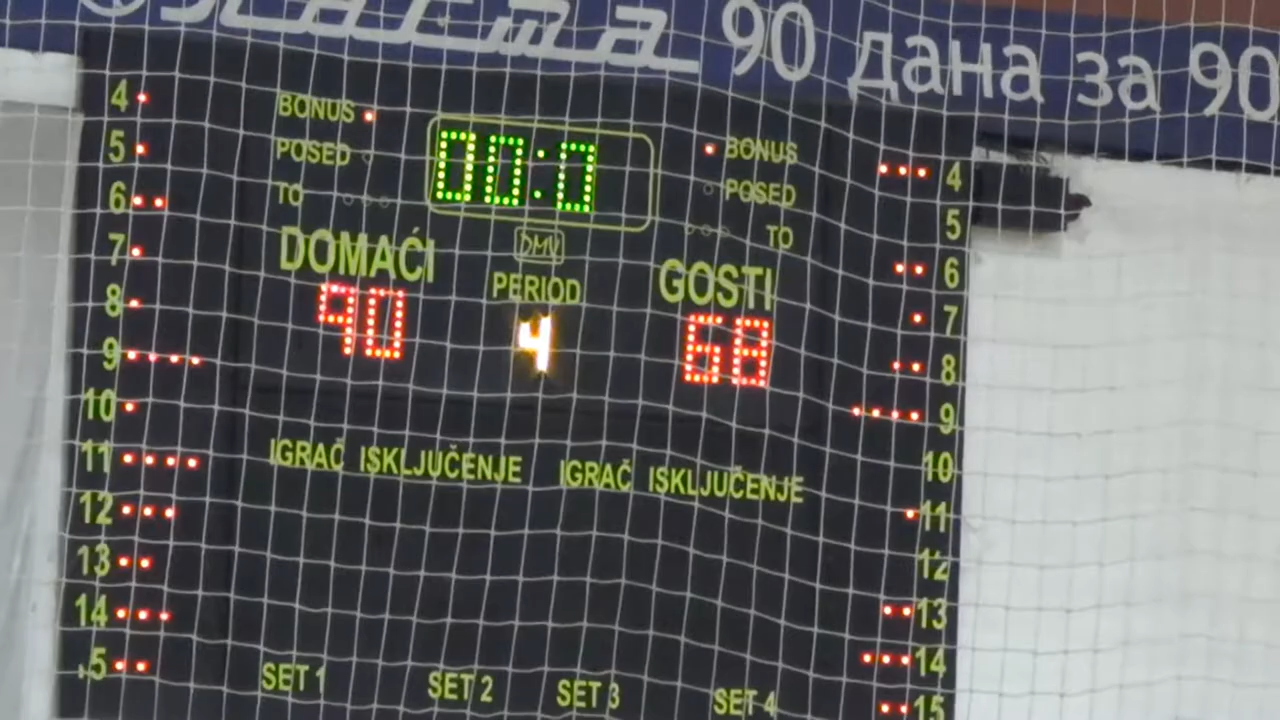 90 дана за 90
4
5
6
7
8
9
10
11
12
13
14
BONUS
POSED
TO
00:0
BONUS
POSED
TO
DMV
DOMAĆI
PERIOD
GOSTI
90
4
68
IGRAČ ISKLJUČENJE
IGRAČ ISKLJUČENJE
SET 1
SET 2
SET 3
SET 4
4
5
6
7
8
9
10
11
12
13
14
15